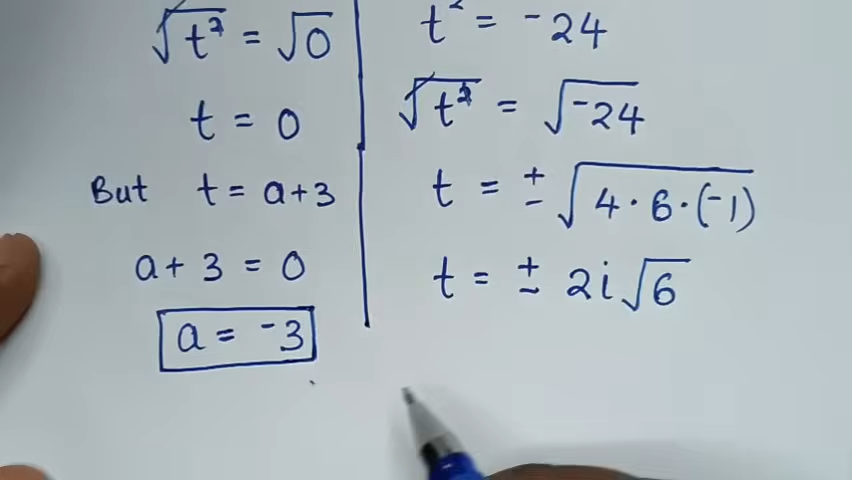 √t² = √0
t = 0
But t = a+3
a+ 3 = 0
a = -3
t² = -24
√t² = √-24
t = ± √4·6·(-1)
t = ± 2i√6